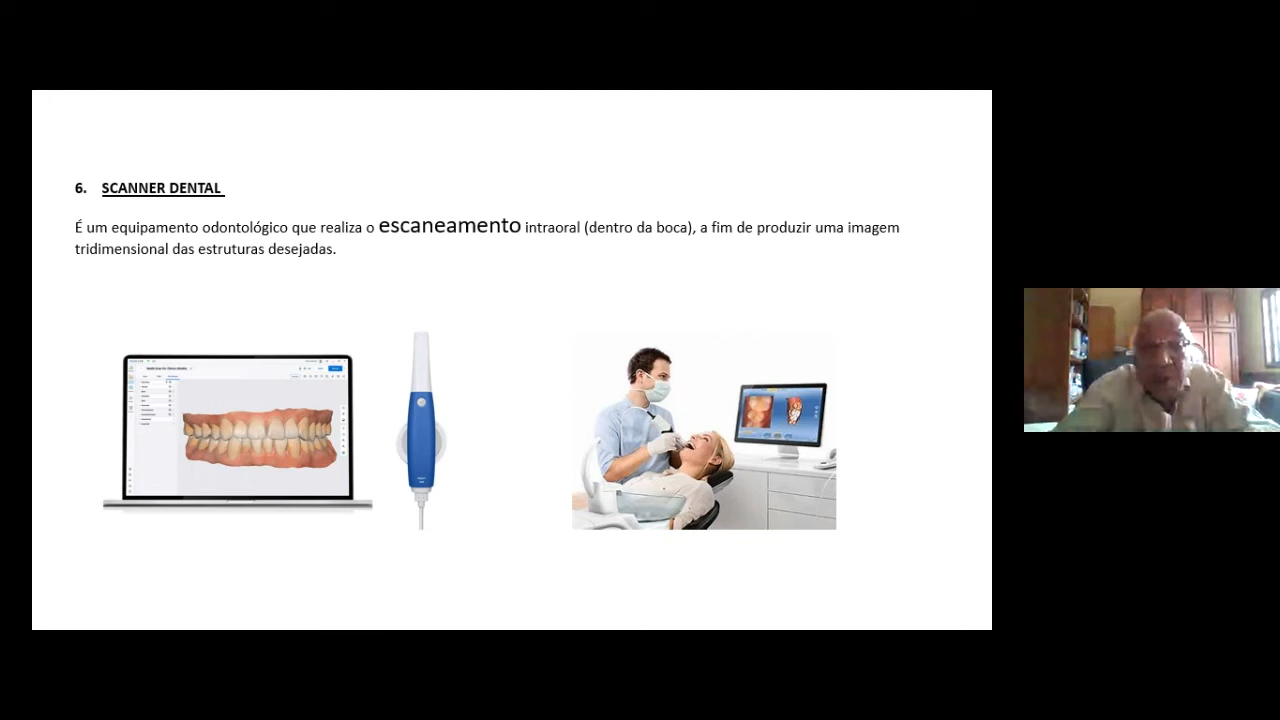 6. SCANNER DENTAL
É um equipamento odontológico que realiza o escaneamento intraoral (dentro da boca), a fim de produzir uma imagem
tridimensional das estruturas desejadas.